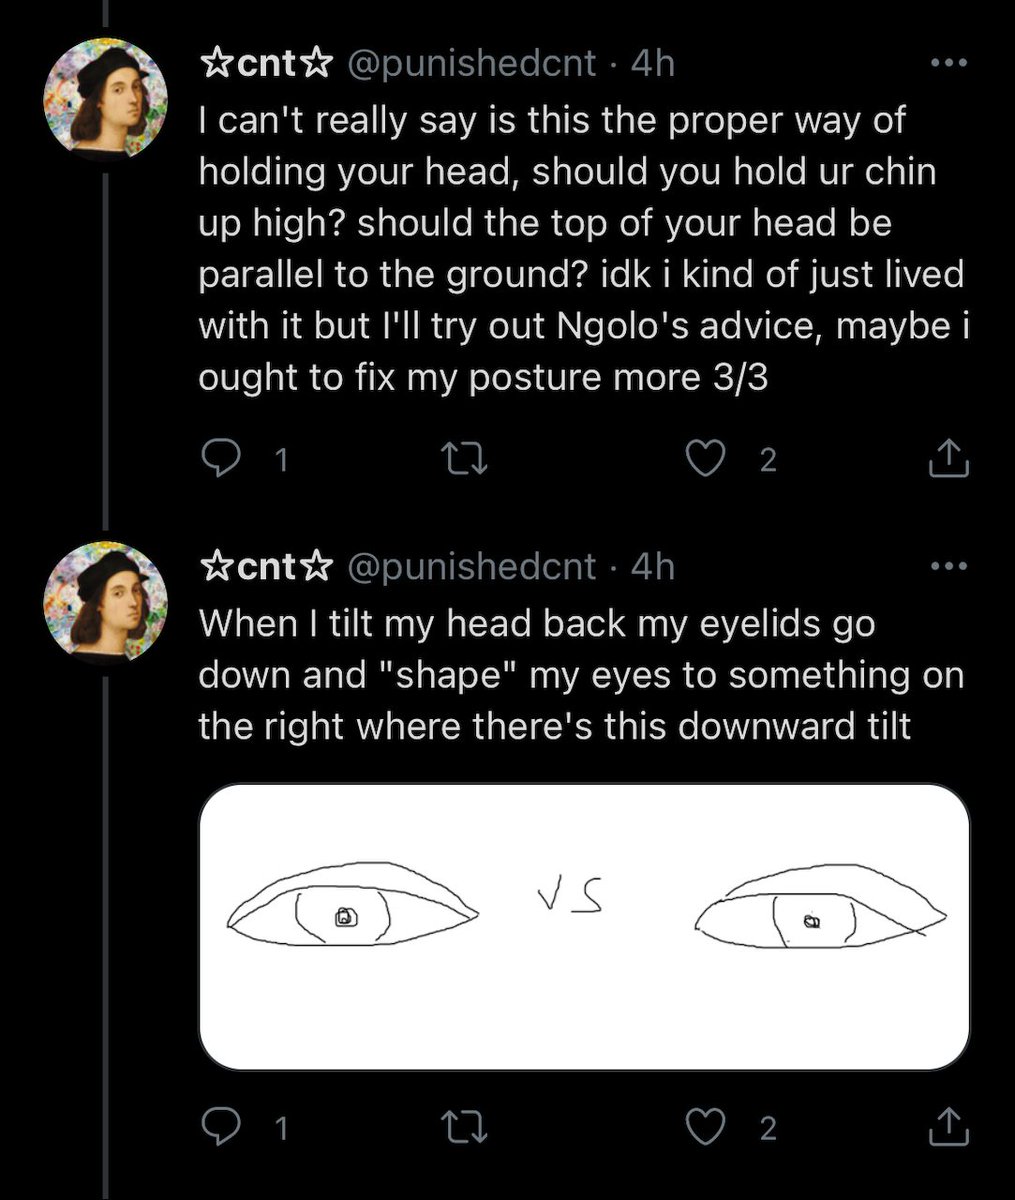 ☆cnt☆ @punishedcnt · 4h
I can't really say is this the proper way of
holding your head, should you hold ur chin
up high? should the top of your head be
parallel to the ground? idk i kind of just lived
with it but I'll try out Ngolo's advice, maybe i
ought to fix my posture more 3/3
1 2
☆cnt☆ @punishedcnt · 4h
When I tilt my head back my eyelids go
down and "shape" my eyes to something on
the right where there's this downward tilt
VS
1 2